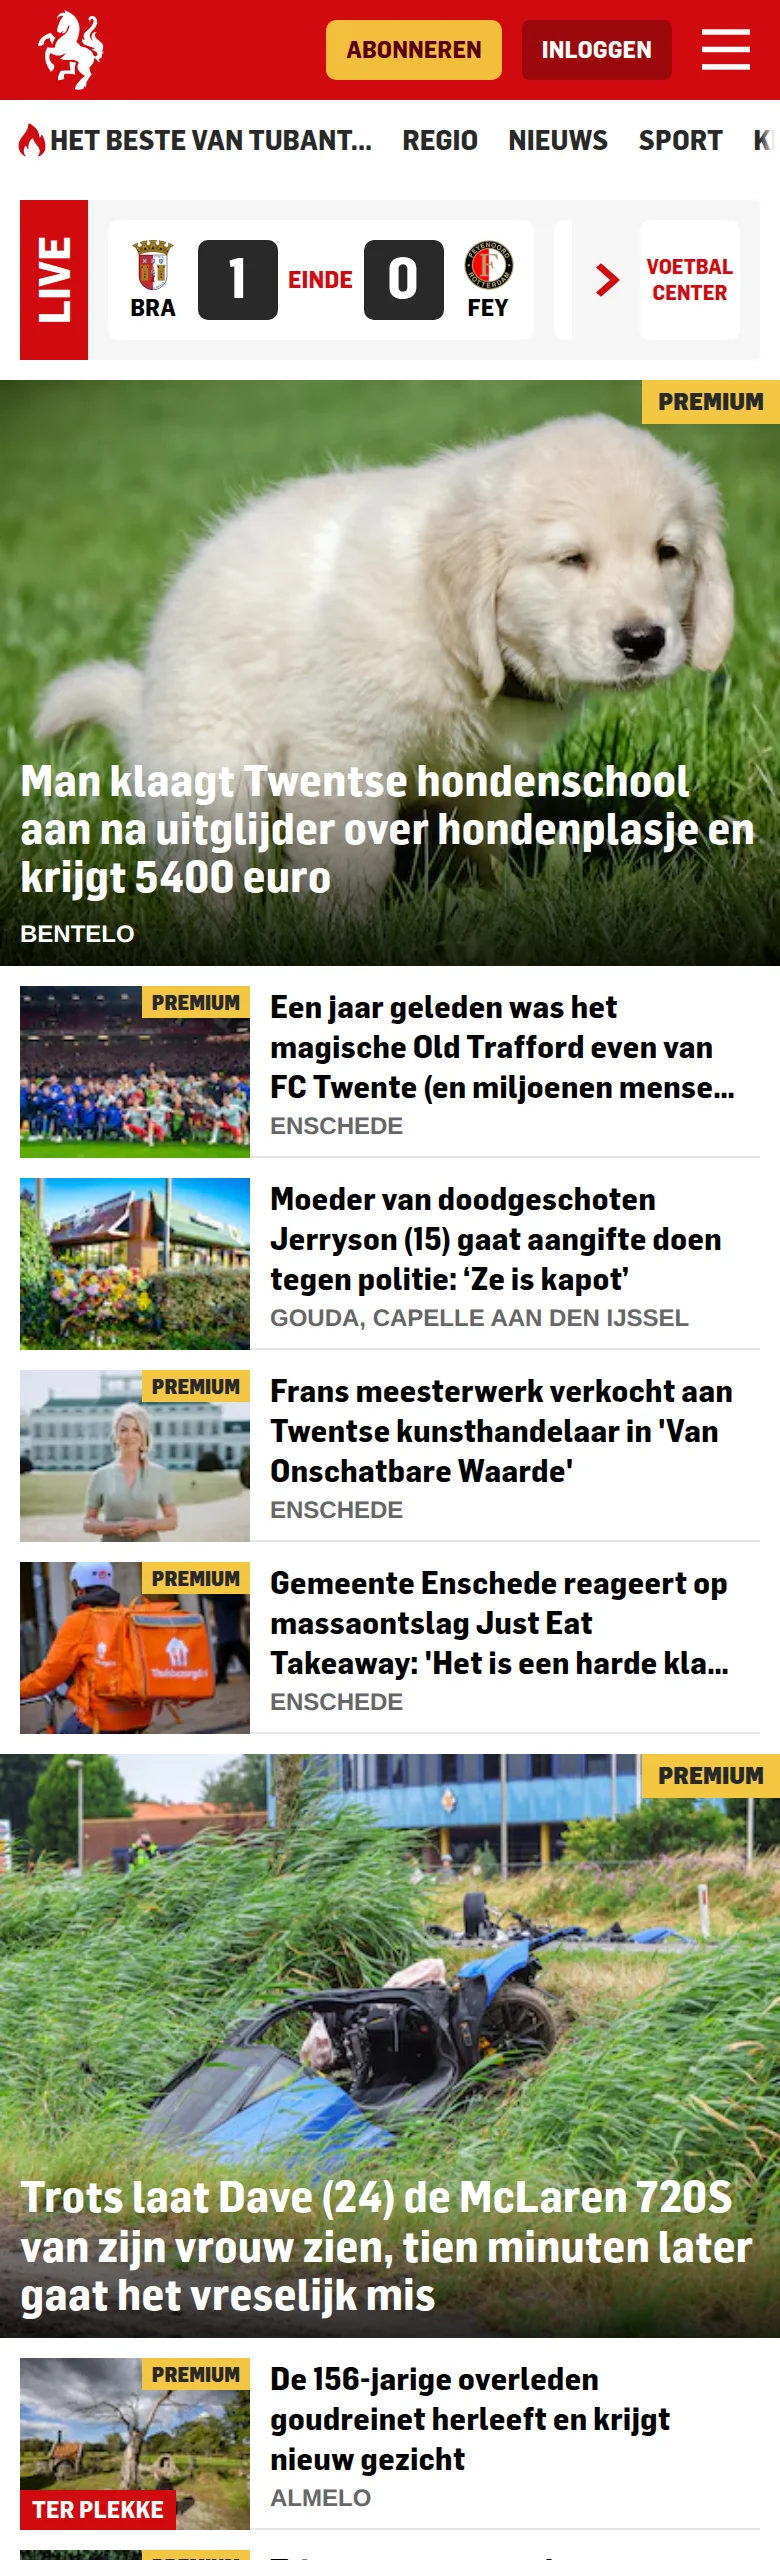 ABONNEREN
INLOGGEN
HET BESTE VAN TUBANT...
REGIO
NIEUWS
SPORT
LIVE
BRA
1
EINDE
0
FEY
VOETBAL
CENTER
PREMIUM
Man klaagt Twentse hondenschool
aan na uitglijder over hondenplasje en
krijgt 5400 euro
BENTELO
PREMIUM
Een jaar geleden was het
magische Old Trafford even van
FC Twente (en miljoenen mense...
ENSCHEDE
Moeder van doodgeschoten
Jerryson (15) gaat aangifte doen
tegen politie: ‘Ze is kapot’
GOUDA, CAPELLE AAN DEN IJSSEL
PREMIUM
Frans meesterwerk verkocht aan
Twentse kunsthandelaar in 'Van
Onschatbare Waarde'
ENSCHEDE
PREMIUM
Gemeente Enschede reageert op
massaontslag Just Eat
Takeaway: 'Het is een harde kla...
ENSCHEDE
PREMIUM
Trots laat Dave (24) de McLaren 720S
van zijn vrouw zien, tien minuten later
gaat het vreselijk mis
PREMIUM
TER PLEKKE
De 156-jarige overleden
goudreinet herleeft en krijgt
nieuw gezicht
ALMELO